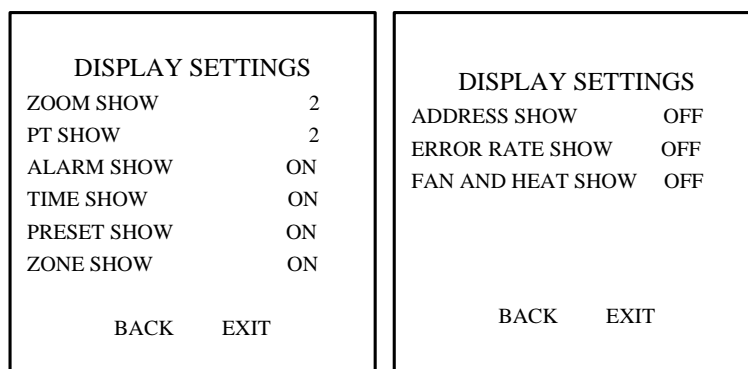 DISPLAY SETTINGS
ZOOM SHOW 2
PT SHOW 2
ALARM SHOW ON
TIME SHOW ON
PRESET SHOW ON
ZONE SHOW ON
BACK EXIT
DISPLAY SETTINGS
ADDRESS SHOW OFF
ERROR RATE SHOW OFF
FAN AND HEAT SHOW OFF
BACK EXIT